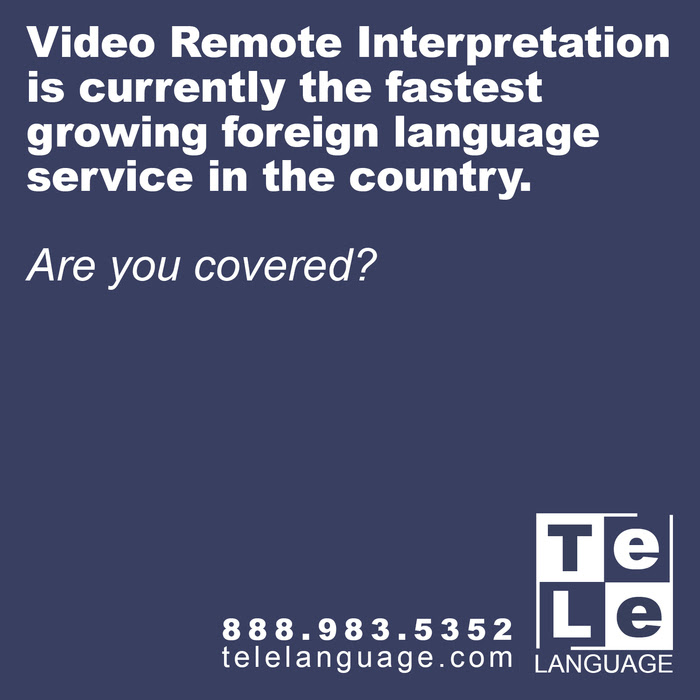 Video Remote Interpretation
is currently the fastest
growing foreign language
service in the country.
Are you covered?
Te
Le
LANGUAGE
888.983.5352
telelanguage.com